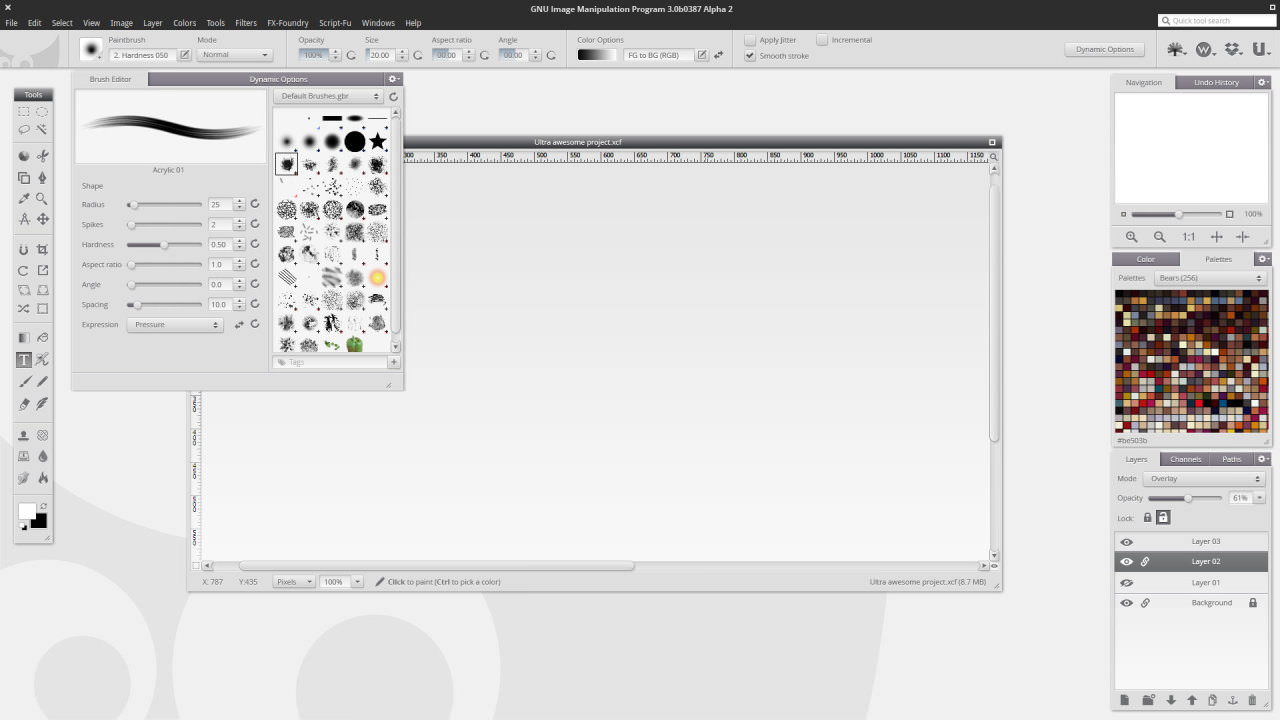 GNU Image Manipulation Program 3.0b0387 Alpha 2
File Edit Select View Image Layer Colors Tools Filters FX-Foundry Script-Fu Windows Help
Quick tool search
Paintbrush Mode Opacity Size Aspect ratio Angle Color Options Apply Jitter Incremental
2. Hardness 050 Normal 100% 20.00 00.00 00.00 FG to BG (RGB) Smooth stroke Dynamic Options
Brush Editor Dynamic Options
Default Brushes.gbr
Acrylic 01
Shape
Radius 25
Spikes 2
Hardness 0.50
Aspect ratio 1.0
Angle 0.0
Spacing 10.0
Expression Pressure
Tags
Tools
Ultra awesome project.xcf
300 350 400 450 500 550 600 650 700 750 800 850 900 950 1000 1050 1100 1150
X: 787 Y:435 Pixels 100% Click to paint (Ctrl to pick a color) Ultra awesome project.xcf (8.7 MB)
Navigation Undo History
100%
1:1
Color Palettes
Palettes Bears (256)
#be503b
Layers Channels Paths
Mode Overlay
Opacity 61%
Lock:
Layer 03
Layer 02
Layer 01
Background